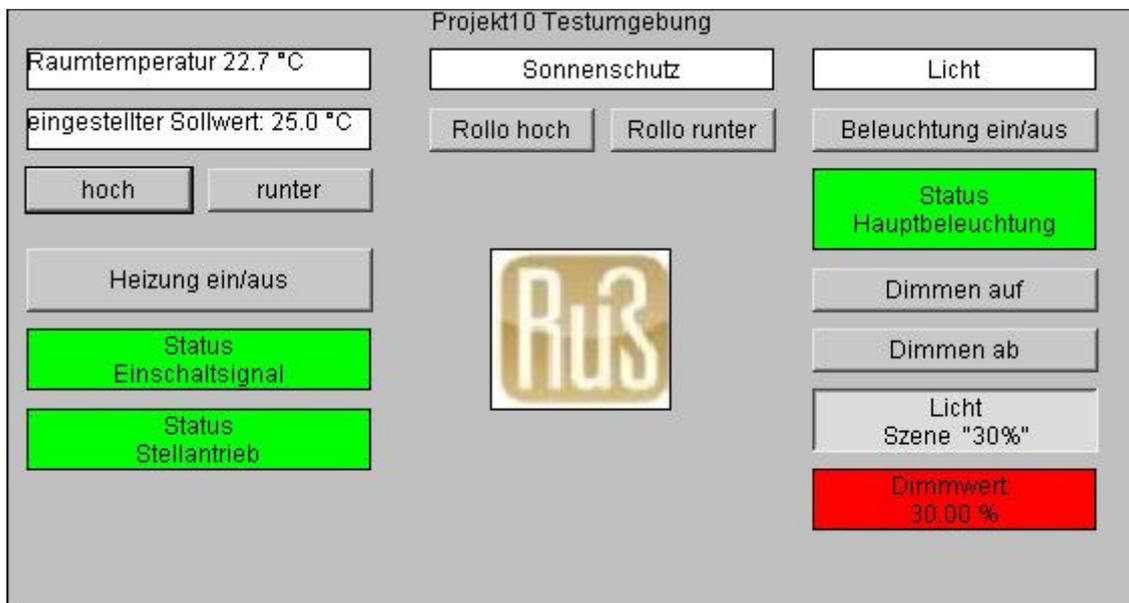 Projekt10 Testumgebung
Raumtemperatur 22.7 °C
eingestellter Sollwert: 25.0 °C
hoch
runter
Heizung ein/aus
Status
Einschaltsignal
Status
Stellantrieb
Sonnenschutz
Rollo hoch
Rollo runter
Ruß
Licht
Beleuchtung ein/aus
Status
Hauptbeleuchtung
Dimmen auf
Dimmen ab
Licht
Szene "30%"
Dimmwert:
30.00 %